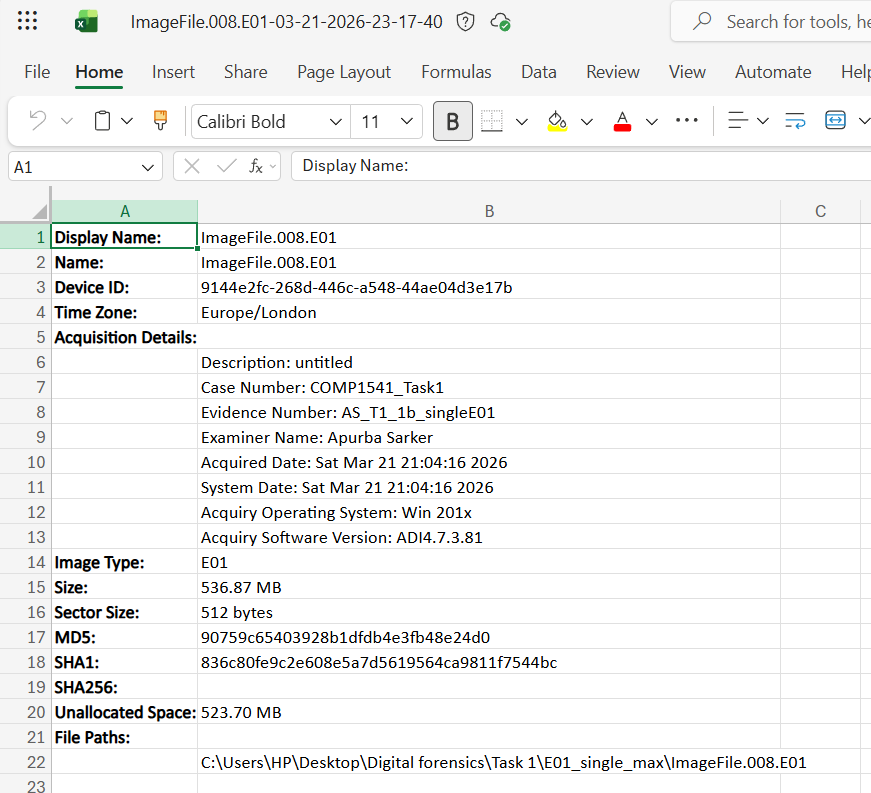 ImageFile.008.E01-03-21-2026-23-17-40
Search for tools, he
File Home Insert Share Page Layout Formulas Data Review View Automate Help
Calibri Bold 11 B A
A1 fx Display Name:
A B C
1 Display Name: ImageFile.008.E01
2 Name: ImageFile.008.E01
3 Device ID: 9144e2fc-268d-446c-a548-44ae04d3e17b
4 Time Zone: Europe/London
5 Acquisition Details:
6 Description: untitled
7 Case Number: COMP1541_Task1
8 Evidence Number: AS_T1_1b_singleE01
9 Examiner Name: Apurba Sarker
10 Acquired Date: Sat Mar 21 21:04:16 2026
11 System Date: Sat Mar 21 21:04:16 2026
12 Acquiry Operating System: Win 201x
13 Acquiry Software Version: ADI4.7.3.81
14 Image Type: E01
15 Size: 536.87 MB
16 Sector Size: 512 bytes
17 MD5: 90759c65403928b1dfdb4e3fb48e24d0
18 SHA1: 836c80fe9c2e608e5a7d5619564ca9811f7544bc
19 SHA256:
20 Unallocated Space: 523.70 MB
21 File Paths:
22 C:\Users\HP\Desktop\Digital forensics\Task 1\E01_single_max\ImageFile.008.E01
23